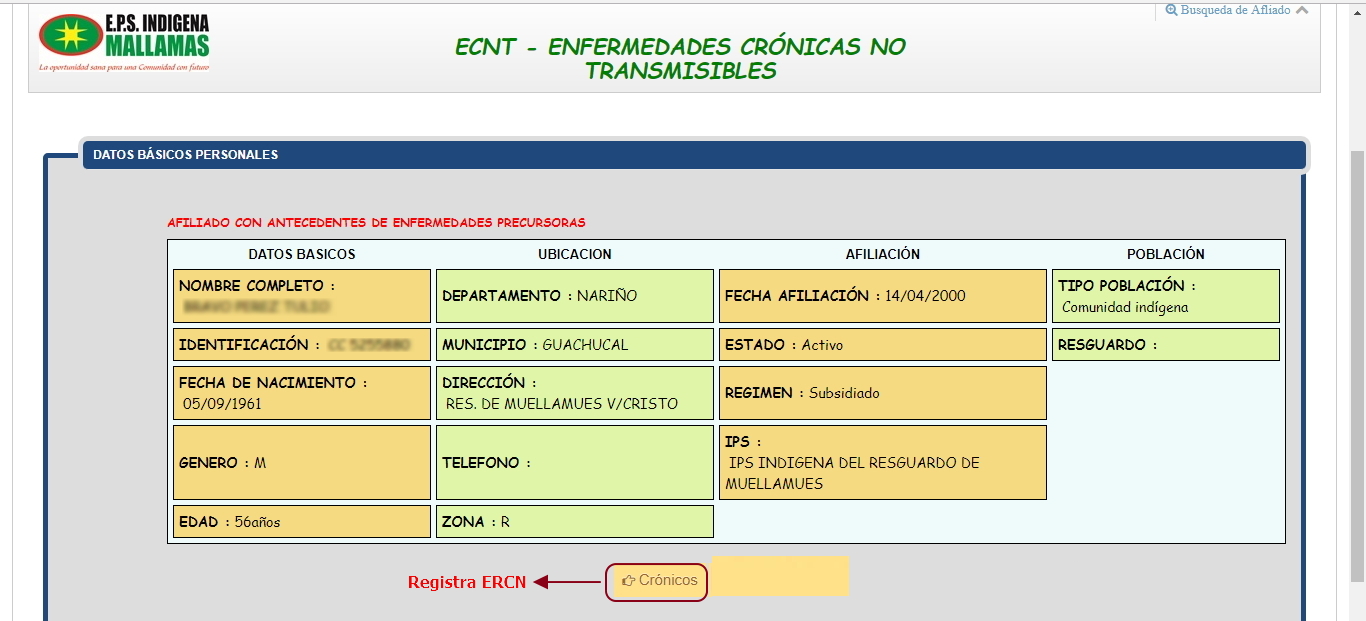 Busqueda de Afliado
E.P.S. INDIGENA
MALLAMAS
La oportunidad sana para una Comunidad con futuro
ECNT - ENFERMEDADES CRÓNICAS NO
TRANSMISIBLES
DATOS BÁSICOS PERSONALES
AFILIADO CON ANTECEDENTES DE ENFERMEDADES PRECURSORAS
DATOS BASICOS UBICACION AFILIACIÓN POBLACIÓN
NOMBRE COMPLETO :
DEPARTAMENTO : NARIÑO
FECHA AFILIACIÓN : 14/04/2000
TIPO POBLACIÓN :
Comunidad indígena
IDENTIFICACIÓN :
MUNICIPIO : GUACHUCAL
ESTADO : Activo
RESGUARDO :
FECHA DE NACIMIENTO :
05/09/1961
DIRECCIÓN :
RES. DE MUELLAMUES V/CRISTO
REGIMEN : Subsidiado
GENERO : M
TELEFONO :
IPS :
IPS INDIGENA DEL RESGUARDO DE
MUELLAMUES
EDAD : 56años
ZONA : R
Registra ERCN
Crónicos